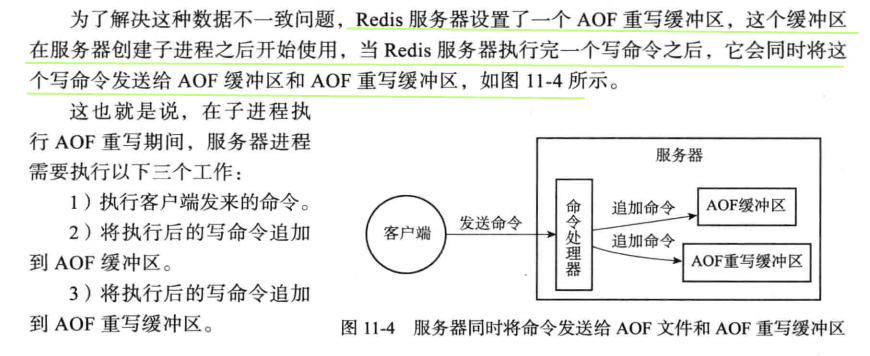 为了解决这种数据不一致问题，Redis 服务器设置了一个 AOF 重写缓冲区，这个缓冲区
在服务器创建子进程之后开始使用，当 Redis 服务器执行完一个写命令之后，它会同时将这
个写命令发送给 AOF 缓冲区和 AOF 重写缓冲区，如图 11-4 所示。
这也就是说，在子进程执
行 AOF 重写期间，服务器进程
需要执行以下三个工作：
1）执行客户端发来的命令。
2）将执行后的写命令追加
到 AOF 缓冲区。
3）将执行后的写命令追加
到 AOF 重写缓冲区。
服务器
客户端
发送命令
命令处理器
追加命令
AOF缓冲区
追加命令
AOF重写缓冲区
图 11-4 服务器同时将命令发送给 AOF 文件和 AOF 重写缓冲区